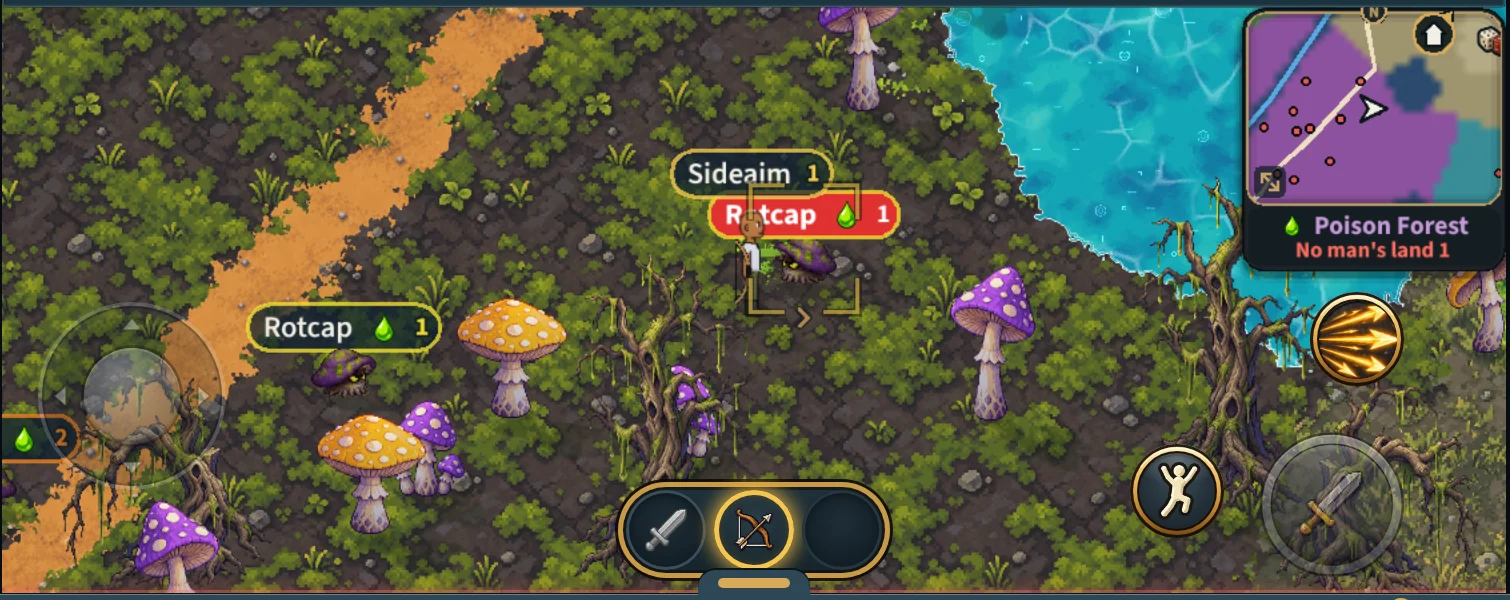 N
Sideaim 1
Rotcap 1
Poison Forest
No man's land 1
Rotcap 1
2